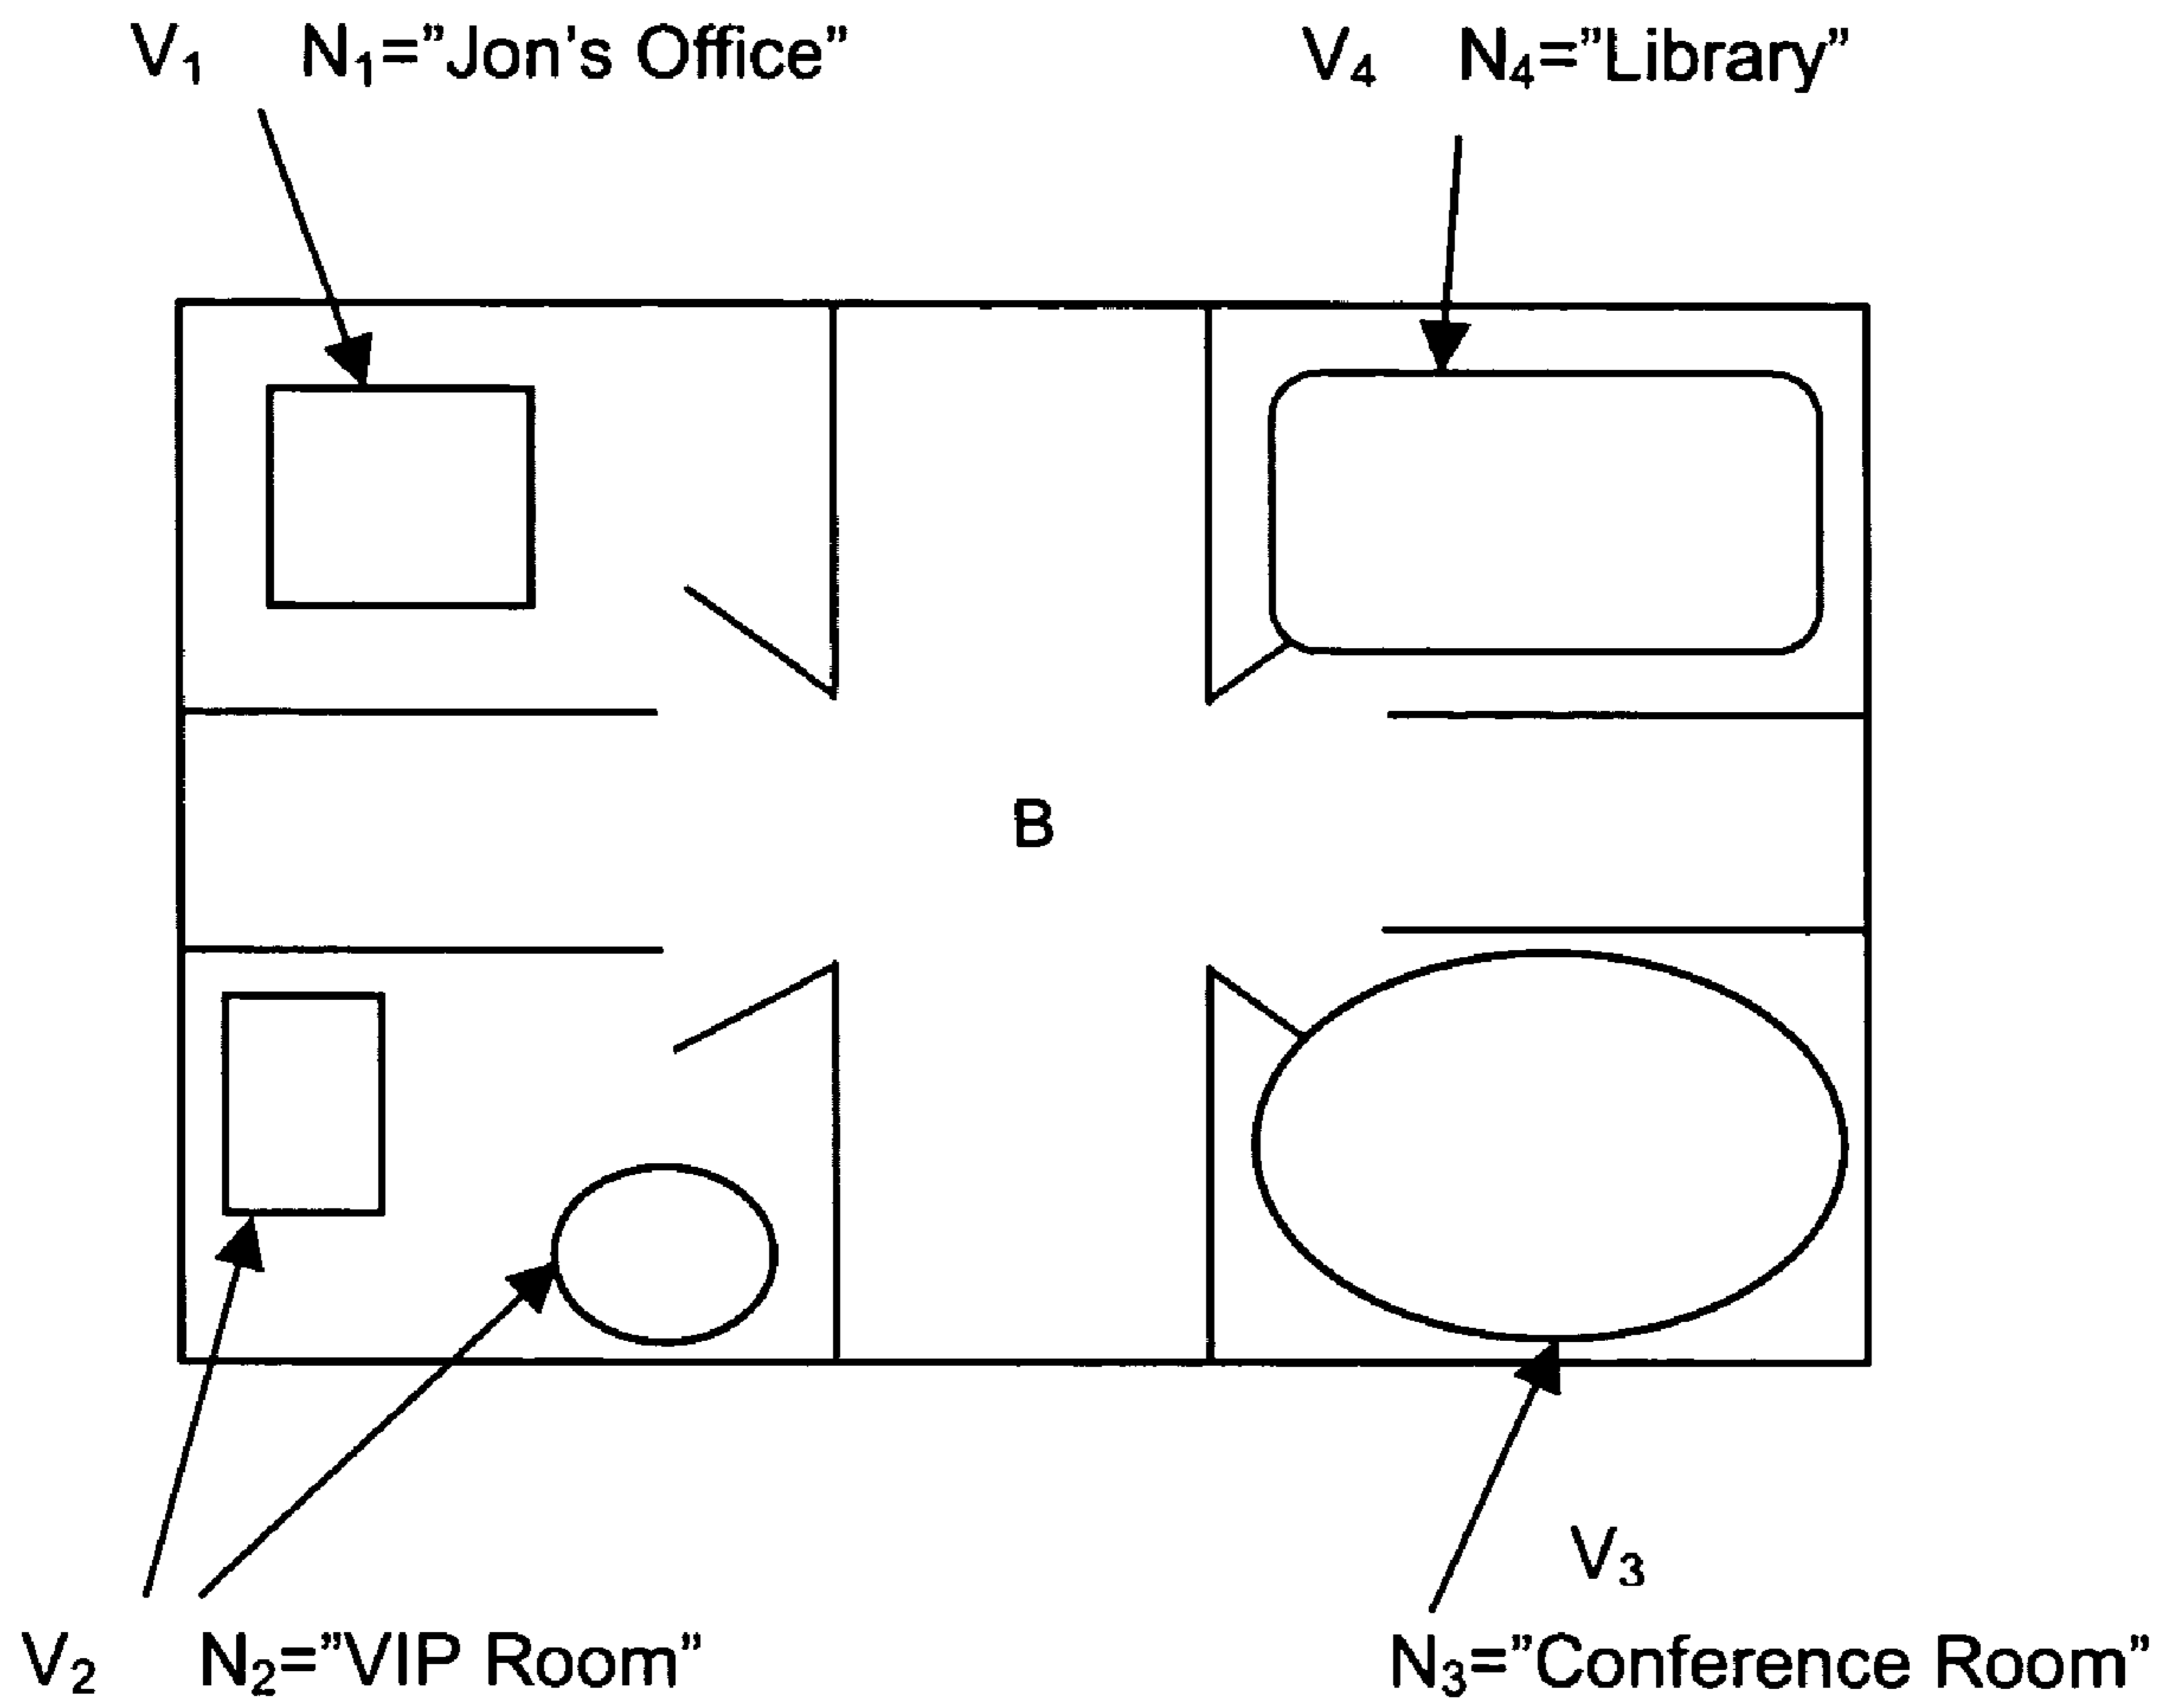 V₁ N₁=”Jon’s Office”
V₄ N₄=”Library”
B
V₃
V₂ N₂=”VIP Room”
N₃=”Conference Room”